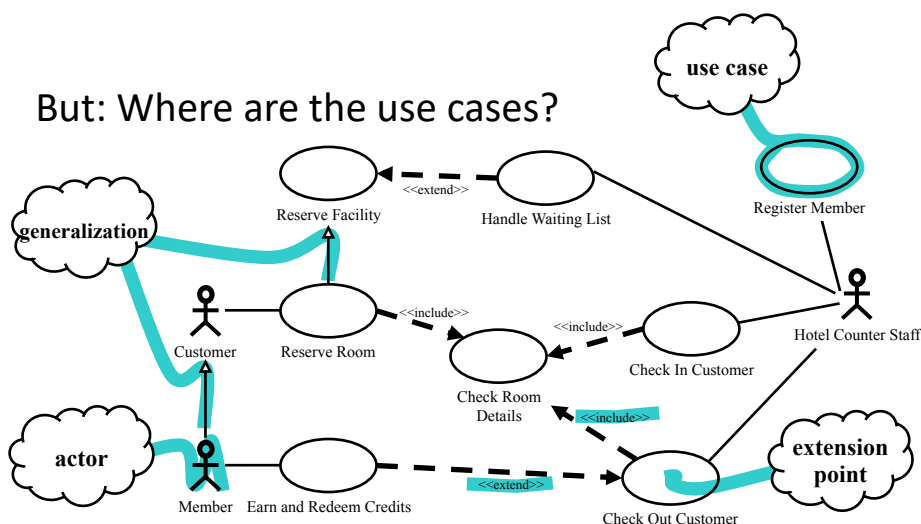 use case
But: Where are the use cases?
<<extend>>
Reserve Facility
Handle Waiting List
Register Member
generalization
<<include>>
<<include>>
Customer
Reserve Room
Check In Customer
Hotel Counter Staff
Check Room
Details
<<include>>
actor
extension
point
<<extend>>
Member
Earn and Redeem Credits
Check Out Customer